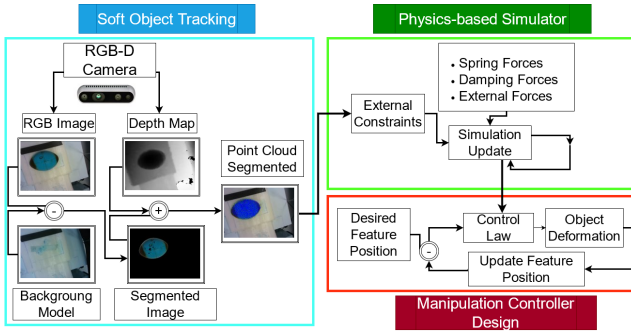 Soft Object Tracking
Physics-based Simulator
RGB-D
Camera
RGB Image
Depth Map
Point Cloud
Segmented
-
+
Backgroung
Model
Segmented
Image
External
Constraints
• Spring Forces
• Damping Forces
• External Forces
Simulation
Update
Desired
Feature
Position
-
Control
Law
Object
Deformation
Update Feature
Position
Manipulation Controller
Design